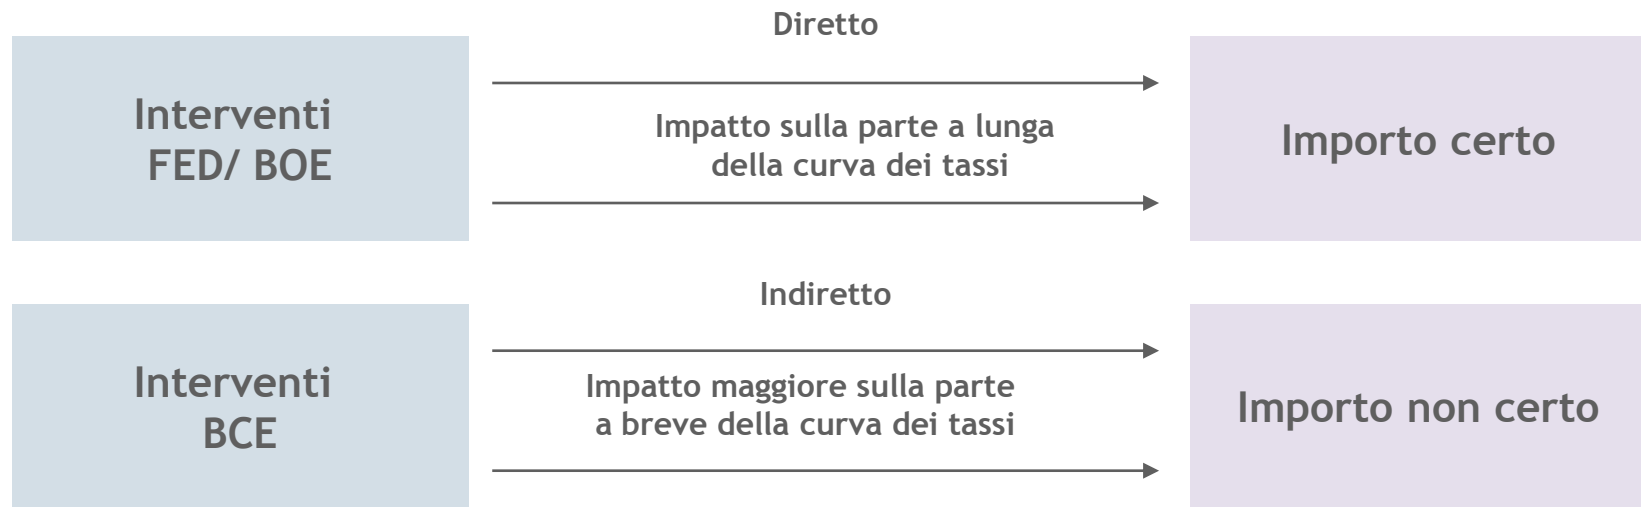 Diretto
Interventi
FED/ BOE
Impatto sulla parte a lunga
della curva dei tassi
Importo certo
Indiretto
Interventi
BCE
Impatto maggiore sulla parte
a breve della curva dei tassi
Importo non certo